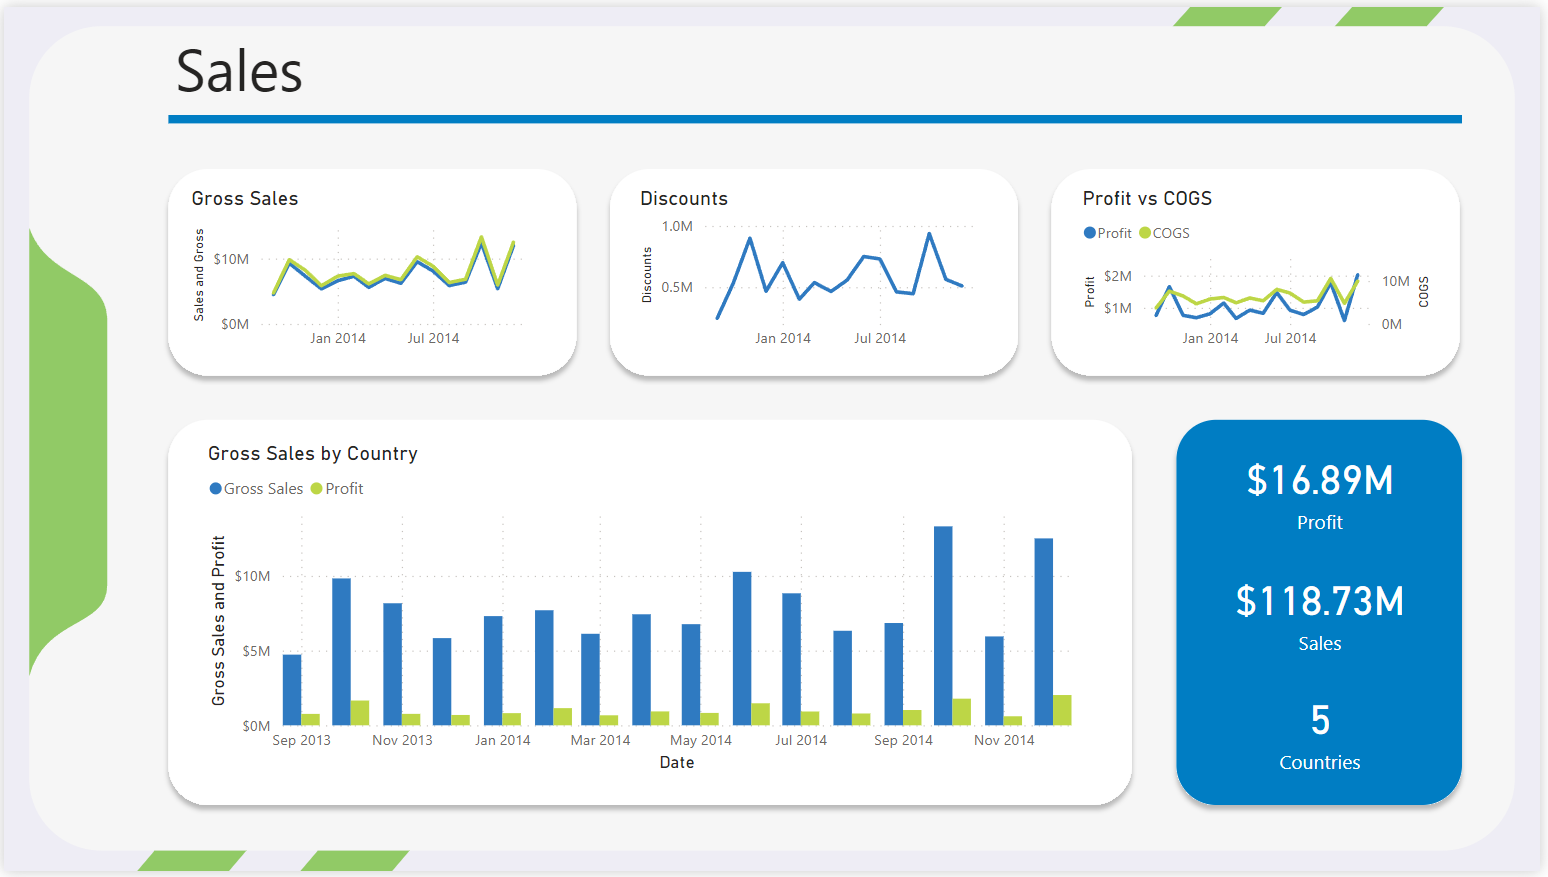 Sales
Gross Sales
Sales and Gross
$10M
$0M
Jan 2014 Jul 2014
Discounts
Discounts
1.0M
0.5M
Jan 2014 Jul 2014
Profit vs COGS
Profit COGS
Profit
$2M
$1M
10M
0M
COGS
Jan 2014 Jul 2014
Gross Sales by Country
Gross Sales Profit
Gross Sales and Profit
$10M
$5M
$0M
Sep 2013 Nov 2013 Jan 2014 Mar 2014 May 2014 Jul 2014 Sep 2014 Nov 2014
Date
$16.89M
Profit
$118.73M
Sales
5
Countries